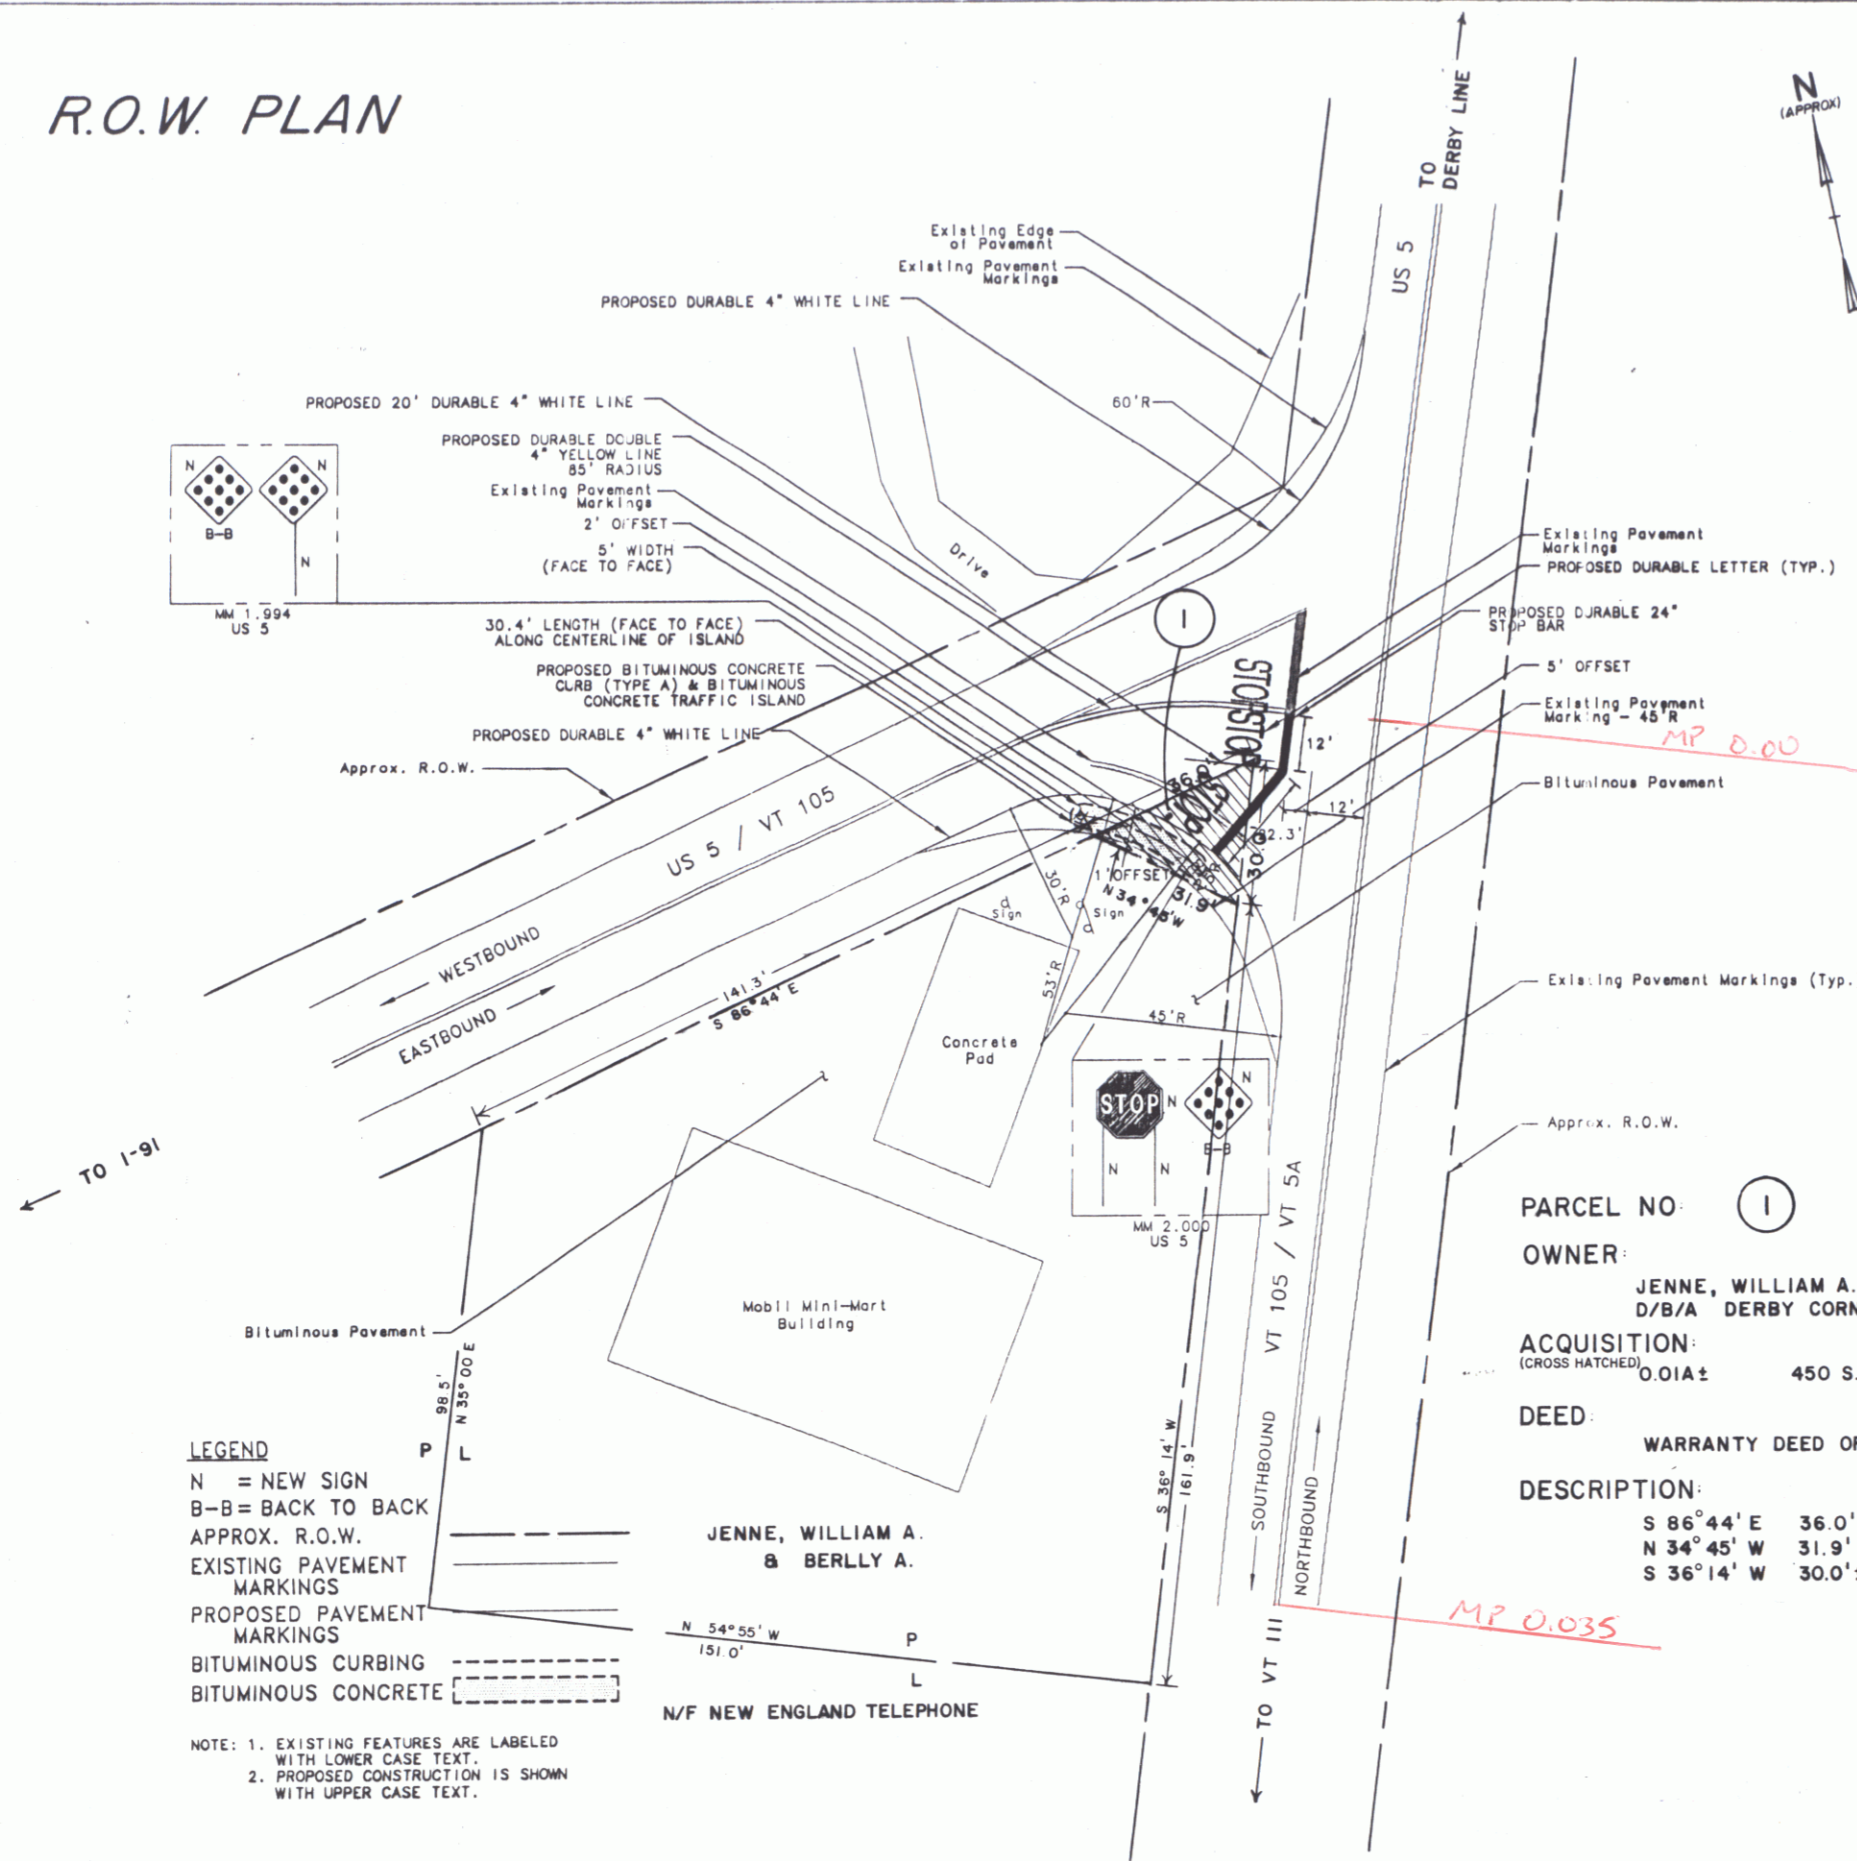 R.O.W. PLAN
TO
DERBY LINE
N
(APPROX)
US 5
Existing Edge
of Pavement
Existing Pavement
Markings
PROPOSED DURABLE 4" WHITE LINE
60'R
PROPOSED 20' DURABLE 4" WHITE LINE
PROPOSED DURABLE DOUBLE
4" YELLOW LINE
85' RADIUS
Existing Pavement
Markings
2' OFFSET
5' WIDTH
(FACE TO FACE)
N
N
B-B
N
MM 1.994
US 5
Drive
30.4' LENGTH (FACE TO FACE)
ALONG CENTERLINE OF ISLAND
PROPOSED BITUMINOUS CONCRETE
CURB (TYPE A) & BITUMINOUS
CONCRETE TRAFFIC ISLAND
PROPOSED DURABLE 4" WHITE LINE
Approx. R.O.W.
1
Existing Pavement
Markings
PROPOSED DURABLE LETTER (TYP.)
PROPOSED DURABLE 24"
STOP BAR
5' OFFSET
Existing Pavement
Marking - 45'R
MP 0.00
Bituminous Pavement
STOP
STOP
STOP
12'
36.0'
12'
30.0'
1' OFFSET
N 34° 45' W
31.9'
30'R
Sign
Sign
US 5 / VT 105
WESTBOUND
EASTBOUND
141.3'
S 86°44' E
53'R
45'R
Concrete
Pad
Existing Pavement Markings (Typ.
STOP
N
N
N
N
B-B
MM 2.000
US 5
Approx. R.O.W.
TO I-91
Mobil Mini-Mart
Building
Bituminous Pavement
VT 105 / VT 5A
PARCEL NO:
1
OWNER:
JENNE, WILLIAM A.
D/B/A DERBY CORN
ACQUISITION:
(CROSS HATCHED)
0.01A± 450 S.
DEED:
WARRANTY DEED OF
DESCRIPTION:
S 86°44' E 36.0'
N 34°45' W 31.9'
S 36°14' W 30.0'±
98.5'
N 35° 00 E
P L
S 36° 14' W
161.9'
SOUTHBOUND
NORTHBOUND
MP 0.035
LEGEND
N = NEW SIGN
B-B = BACK TO BACK
APPROX. R.O.W.
EXISTING PAVEMENT
MARKINGS
PROPOSED PAVEMENT
MARKINGS
BITUMINOUS CURBING
BITUMINOUS CONCRETE
JENNE, WILLIAM A.
& BERLLY A.
N 54°55' W
151.0'
P
L
N/F NEW ENGLAND TELEPHONE
TO VT 111
NOTE: 1. EXISTING FEATURES ARE LABELED
WITH LOWER CASE TEXT.
2. PROPOSED CONSTRUCTION IS SHOWN
WITH UPPER CASE TEXT.